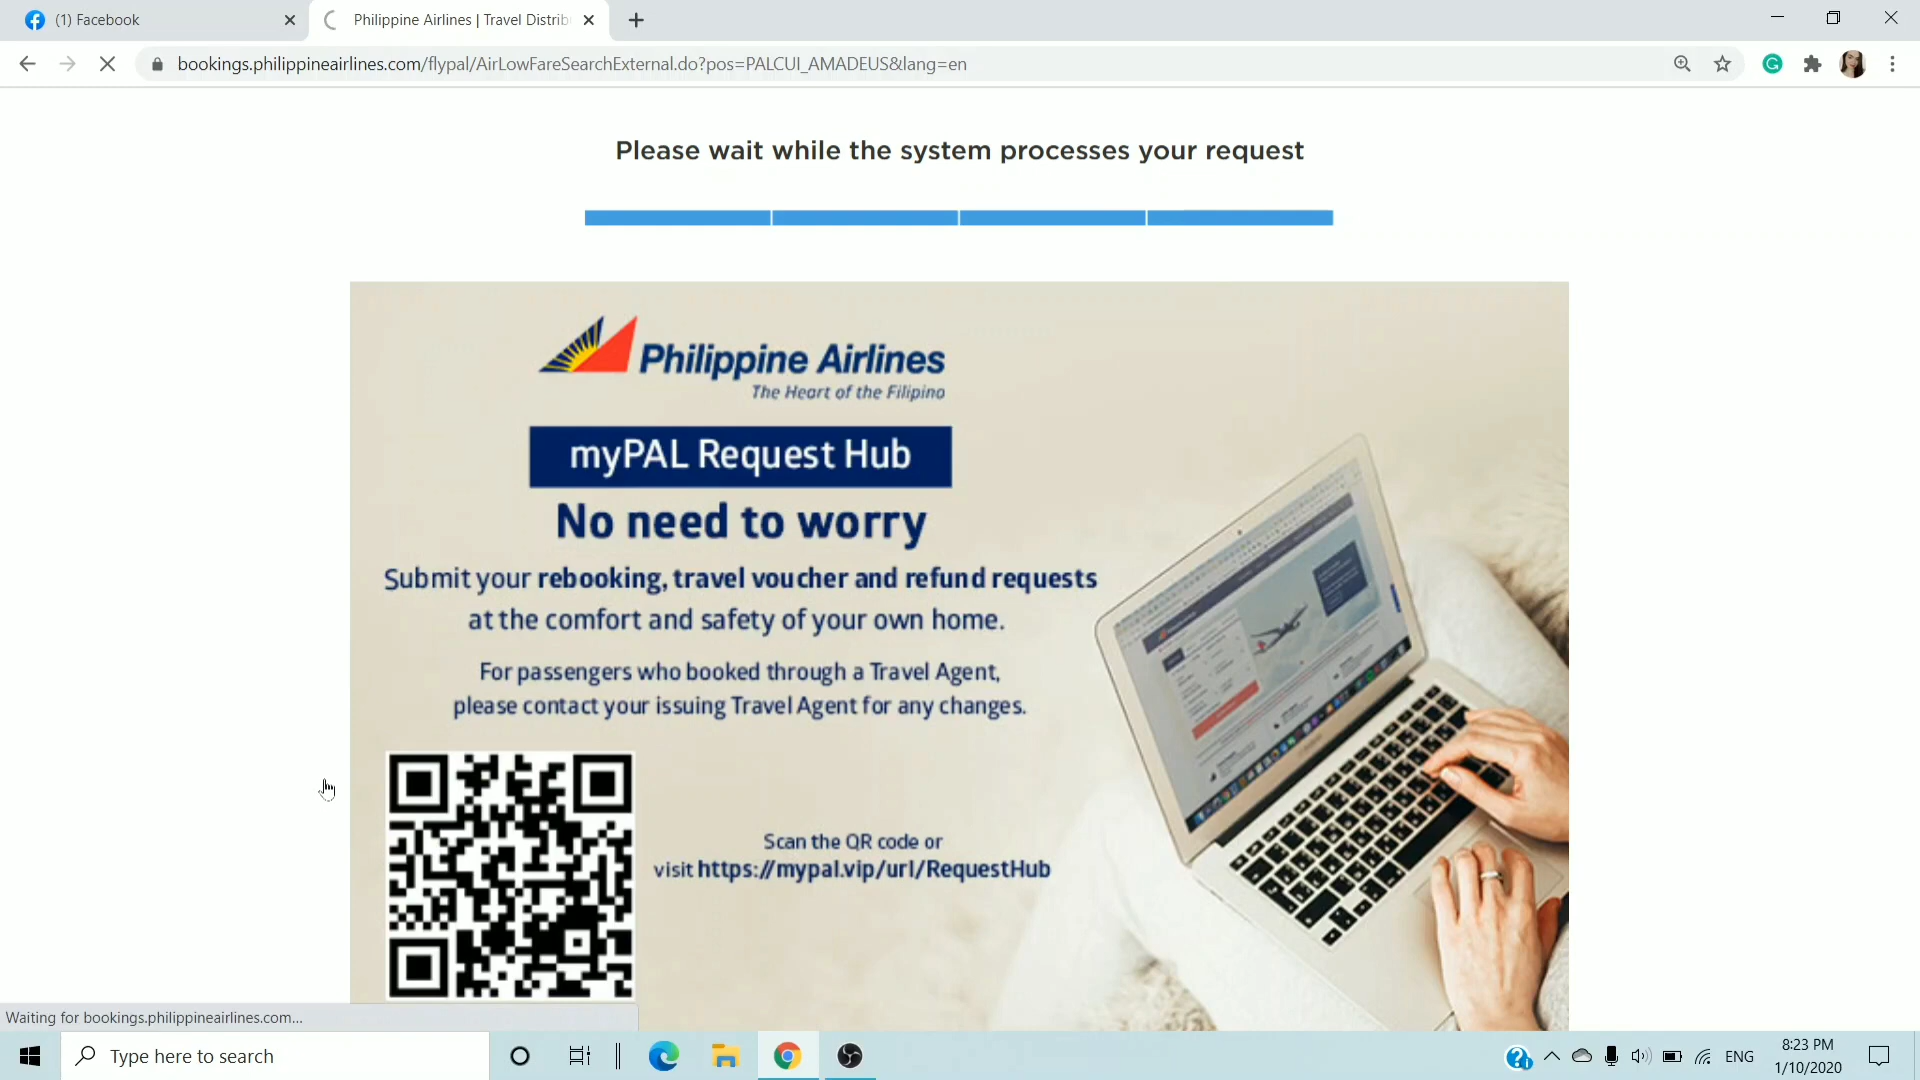 (1) Facebook
Philippine Airlines | Travel Distrib
bookings.philippineairlines.com/flypal/AirLowFareSearchExternal.do?pos=PALCUI_AMADEUS&lang=en
Please wait while the system processes your request
Philippine Airlines
The Heart of the Filipino
myPAL Request Hub
No need to worry
Submit your rebooking, travel voucher and refund requests
at the comfort and safety of your own home.
For passengers who booked through a Travel Agent,
please contact your issuing Travel Agent for any changes.
Scan the QR code or
visit https://mypal.vip/url/RequestHub
Waiting for bookings.philippineairlines.com...
Type here to search
ENG
8:23 PM
1/10/2020